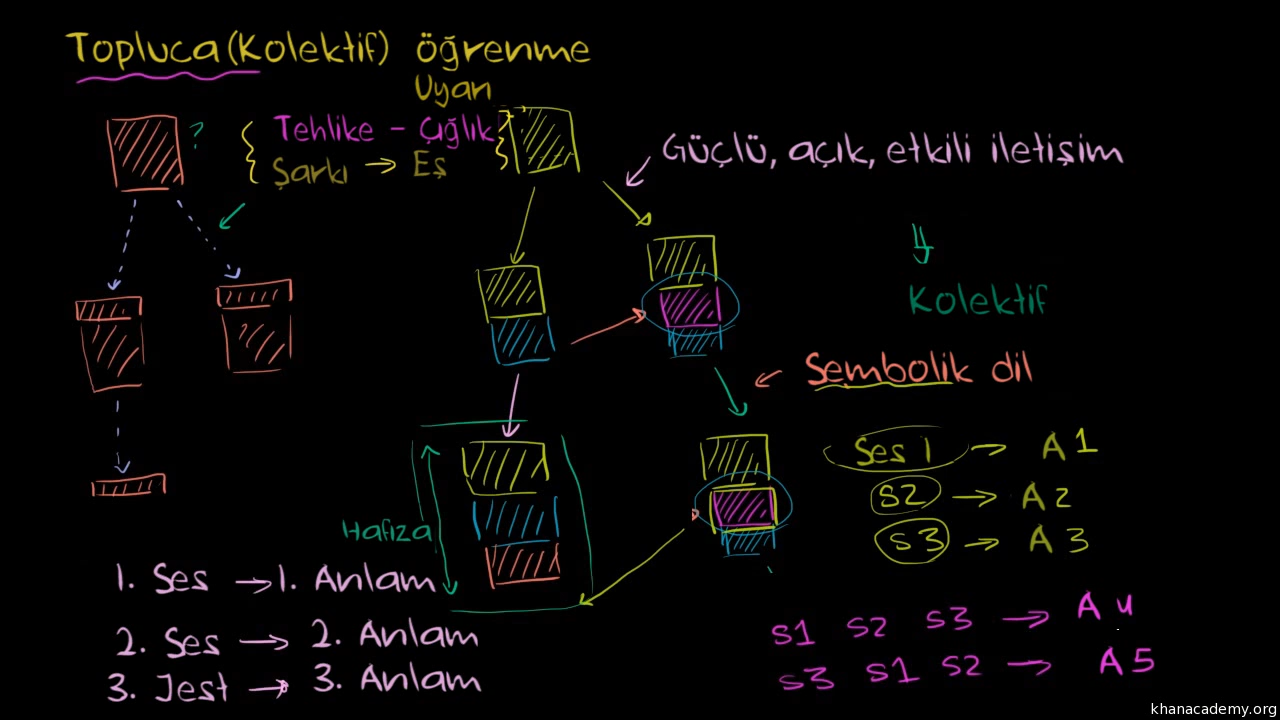 Topluca (Kolektif) öğrenme
Uyarı
?
Tehlike - Çığlık
Şarkı → Eş
Güçlü, açık, etkili iletişim
Kolektif
Sembolik dil
Ses 1 → A 1
S2 → A 2
S3 → A 3
Hafıza
1. Ses → 1. Anlam
2. Ses → 2. Anlam
3. Jest → 3. Anlam
S1 S2 S3 → A 4
S3 S1 S2 → A 5
khanacademy.org